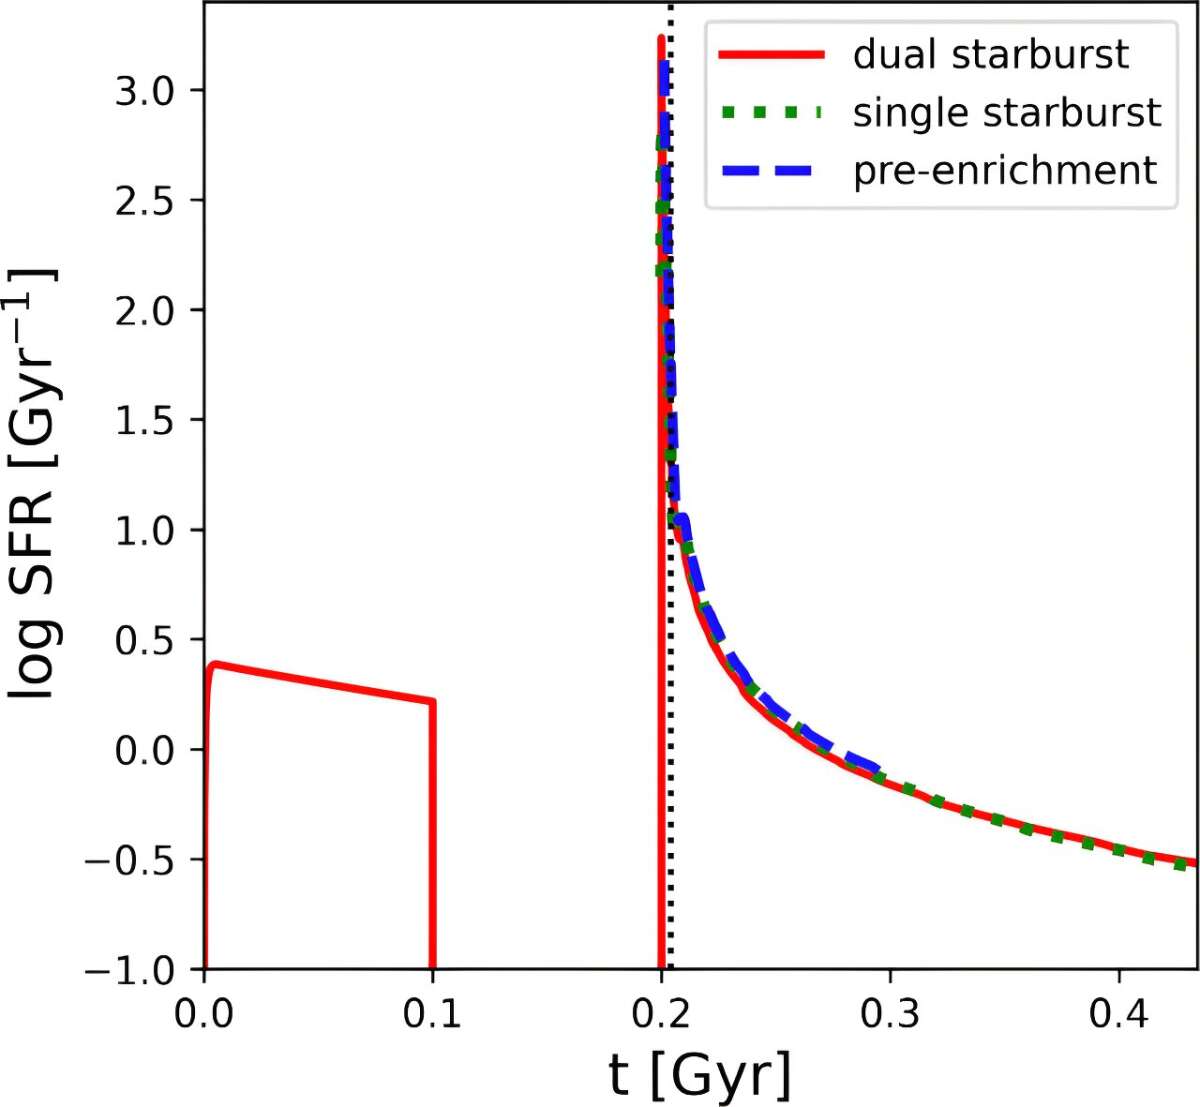 dual starburst
single starburst
pre-enrichment
log SFR [Gyr⁻¹]
3.0
2.5
2.0
1.5
1.0
0.5
0.0
−0.5
−1.0
0.0 0.1 0.2 0.3 0.4
t [Gyr]